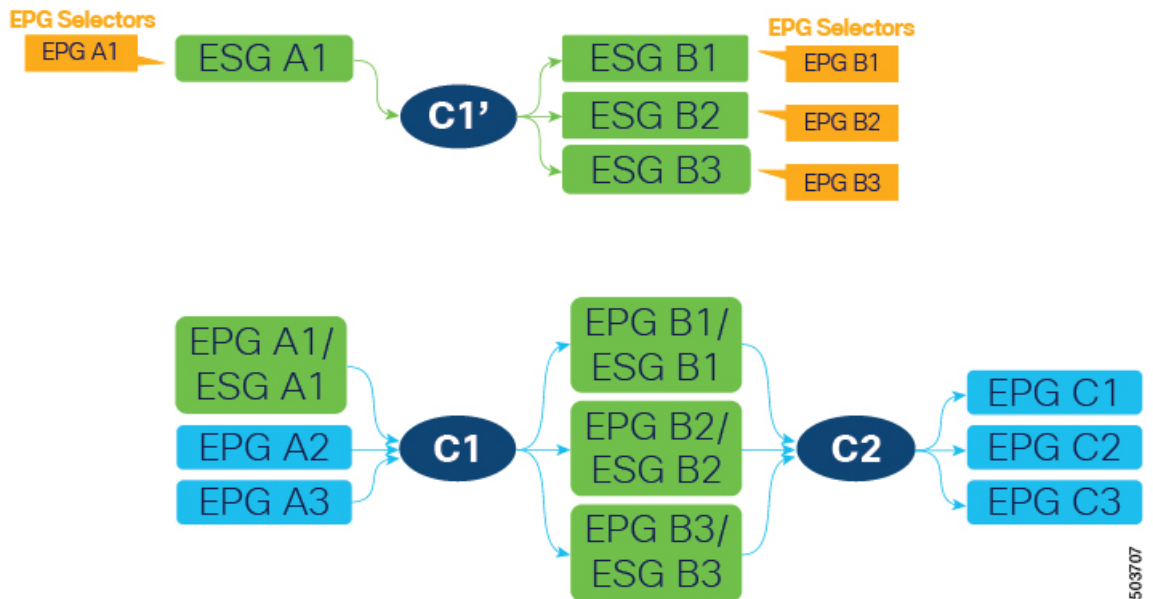 EPG Selectors
EPG A1
ESG A1
C1’
ESG B1
ESG B2
ESG B3
EPG Selectors
EPG B1
EPG B2
EPG B3
EPG A1/
ESG A1
EPG A2
EPG A3
C1
EPG B1/
ESG B1
EPG B2/
ESG B2
EPG B3/
ESG B3
C2
EPG C1
EPG C2
EPG C3
503707